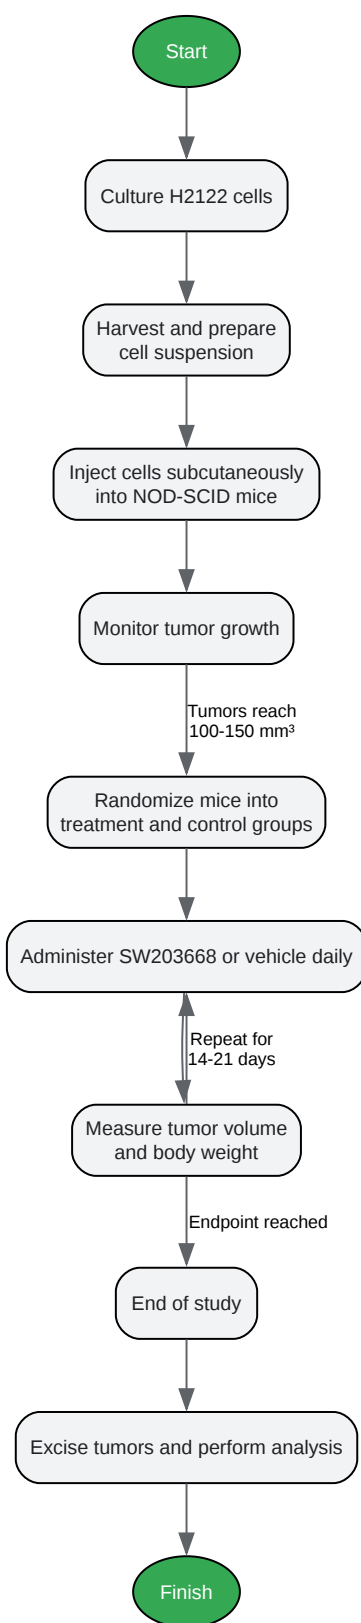 Start
Culture H2122 cells
Harvest and prepare
cell suspension
Inject cells subcutaneously
into NOD-SCID mice
Monitor tumor growth
Tumors reach
100-150 mm³
Randomize mice into
treatment and control groups
Administer SW203668 or vehicle daily
Repeat for
14-21 days
Measure tumor volume
and body weight
Endpoint reached
End of study
Excise tumors and perform analysis
Finish